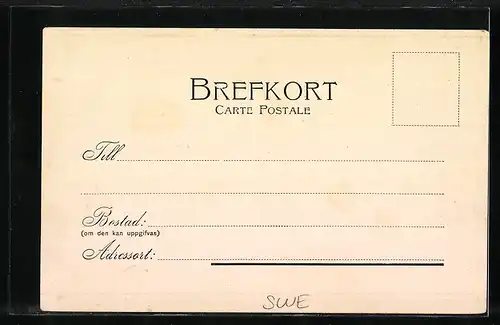 BREFKORT
CARTE POSTALE
Till
Bostad:
(om den kan uppgifvas)
Adressort:
SWE